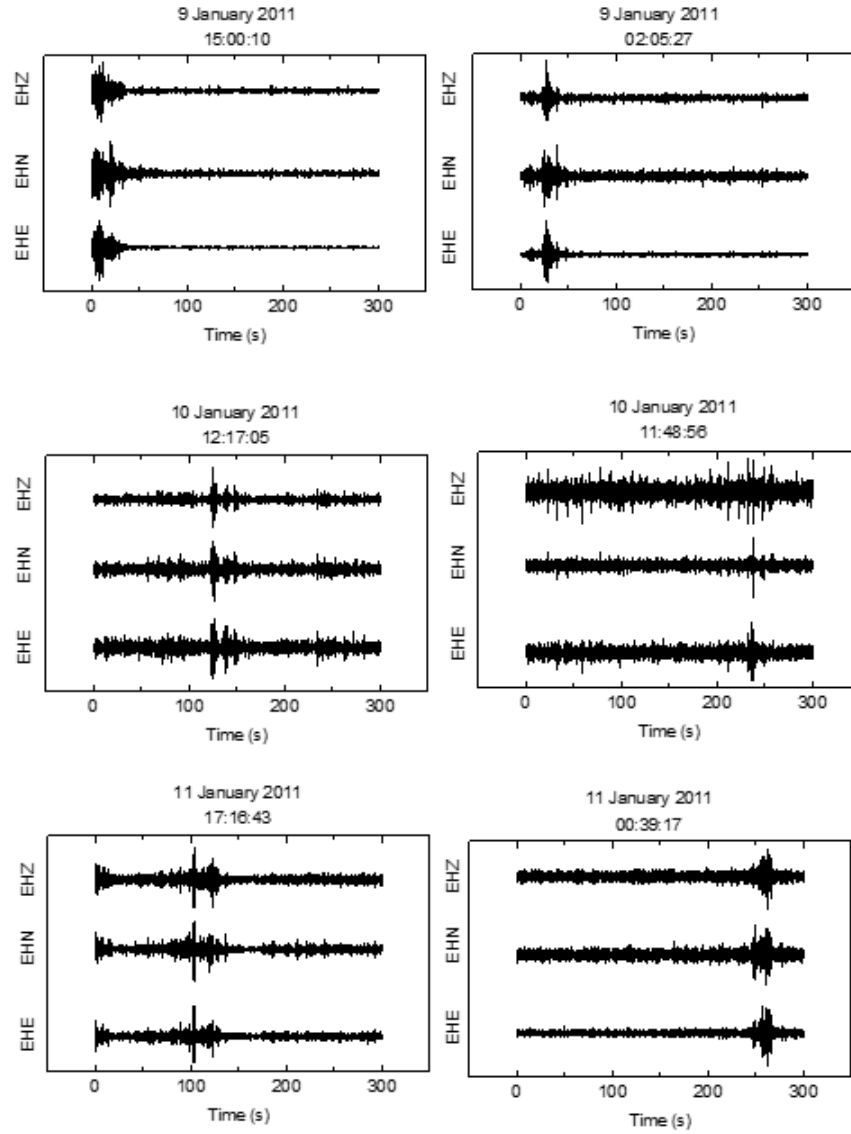 9 January 2011
15:00:10
EHZ
EHN
EHE
0 100 200 300
Time (s)
9 January 2011
02:05:27
EHZ
EHN
EHE
0 100 200 300
Time (s)
10 January 2011
12:17:05
EHZ
EHN
EHE
0 100 200 300
Time (s)
10 January 2011
11:48:56
EHZ
EHN
EHE
0 100 200 300
Time (s)
11 January 2011
17:16:43
EHZ
EHN
EHE
0 100 200 300
Time (s)
11 January 2011
00:39:17
EHZ
EHN
EHE
0 100 200 300
Time (s)